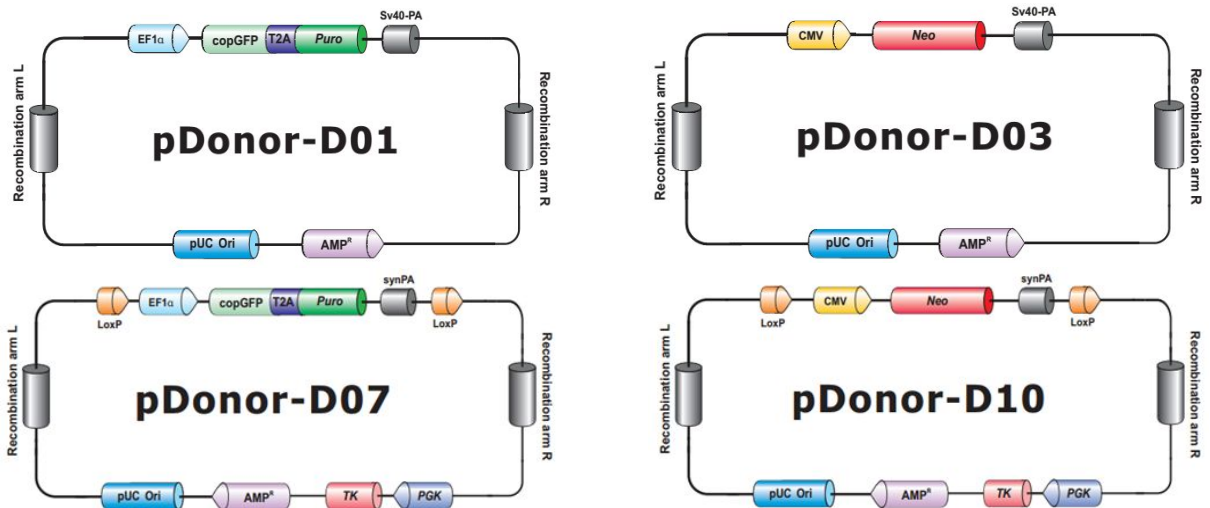 EF1α copGFP T2A Puro Sv40-PA
Recombination arm L
Recombination arm R
pDonor-D01
pUC Ori AMPᴿ
CMV Neo Sv40-PA
Recombination arm L
Recombination arm R
pDonor-D03
pUC Ori AMPᴿ
LoxP EF1α copGFP T2A Puro synPA LoxP
Recombination arm L
Recombination arm R
pDonor-D07
pUC Ori AMPᴿ TK PGK
LoxP CMV Neo synPA LoxP
Recombination arm L
Recombination arm R
pDonor-D10
pUC Ori AMPᴿ TK PGK